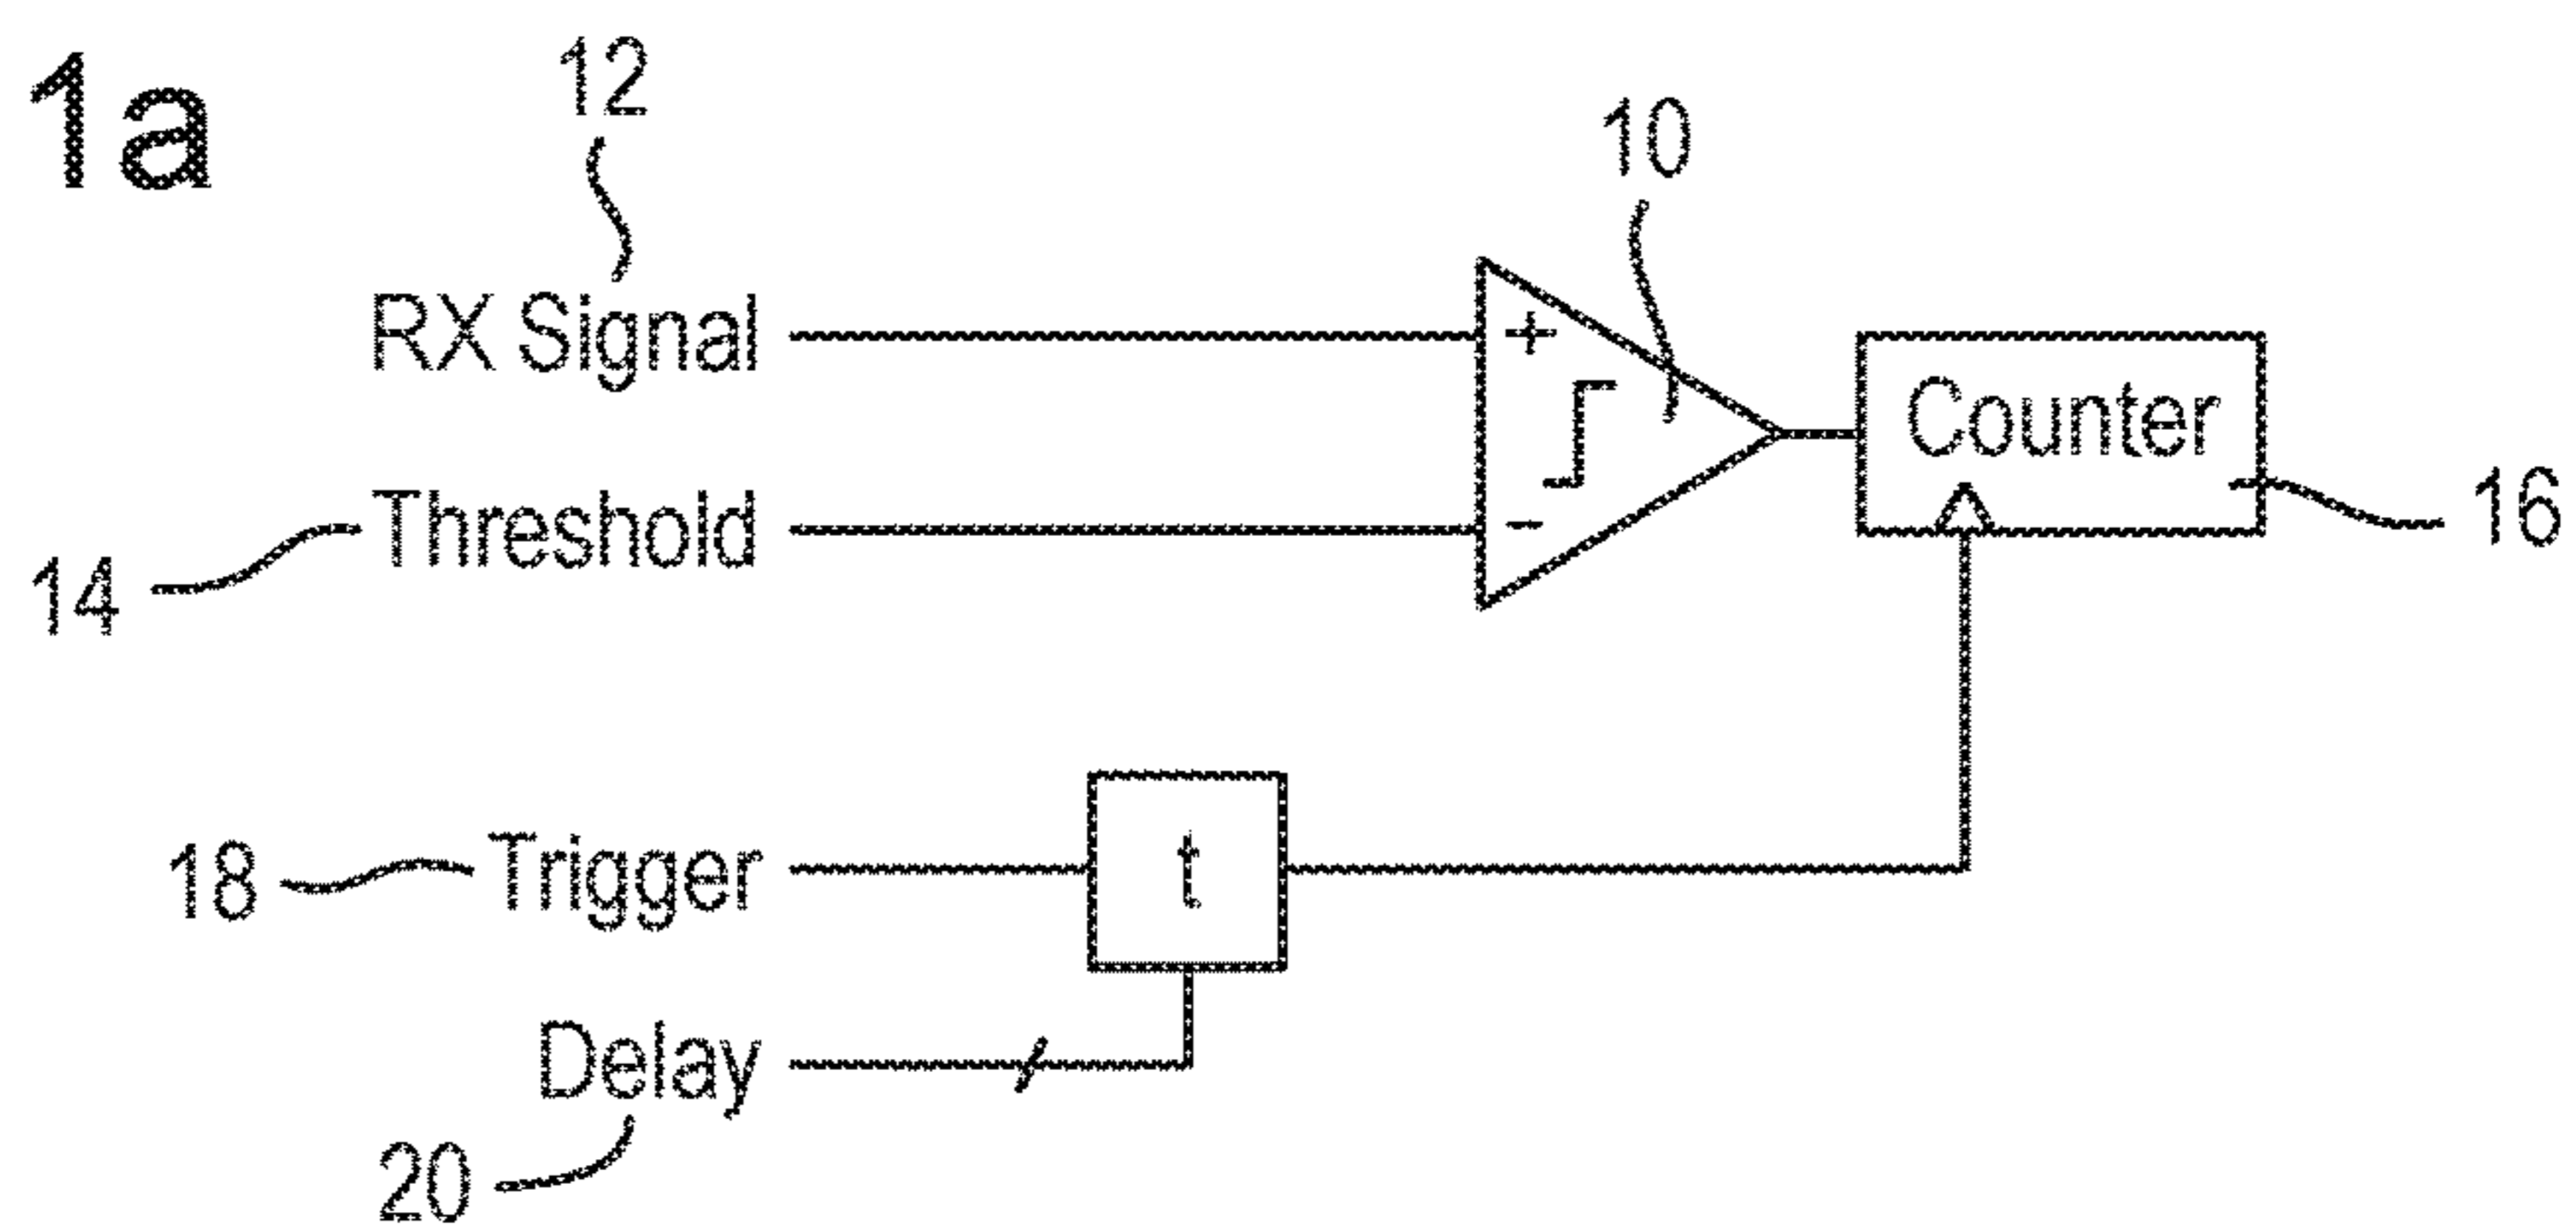 1a
12
10
RX Signal
+
Counter
16
Threshold
-
14
18
Trigger
t
Delay
20